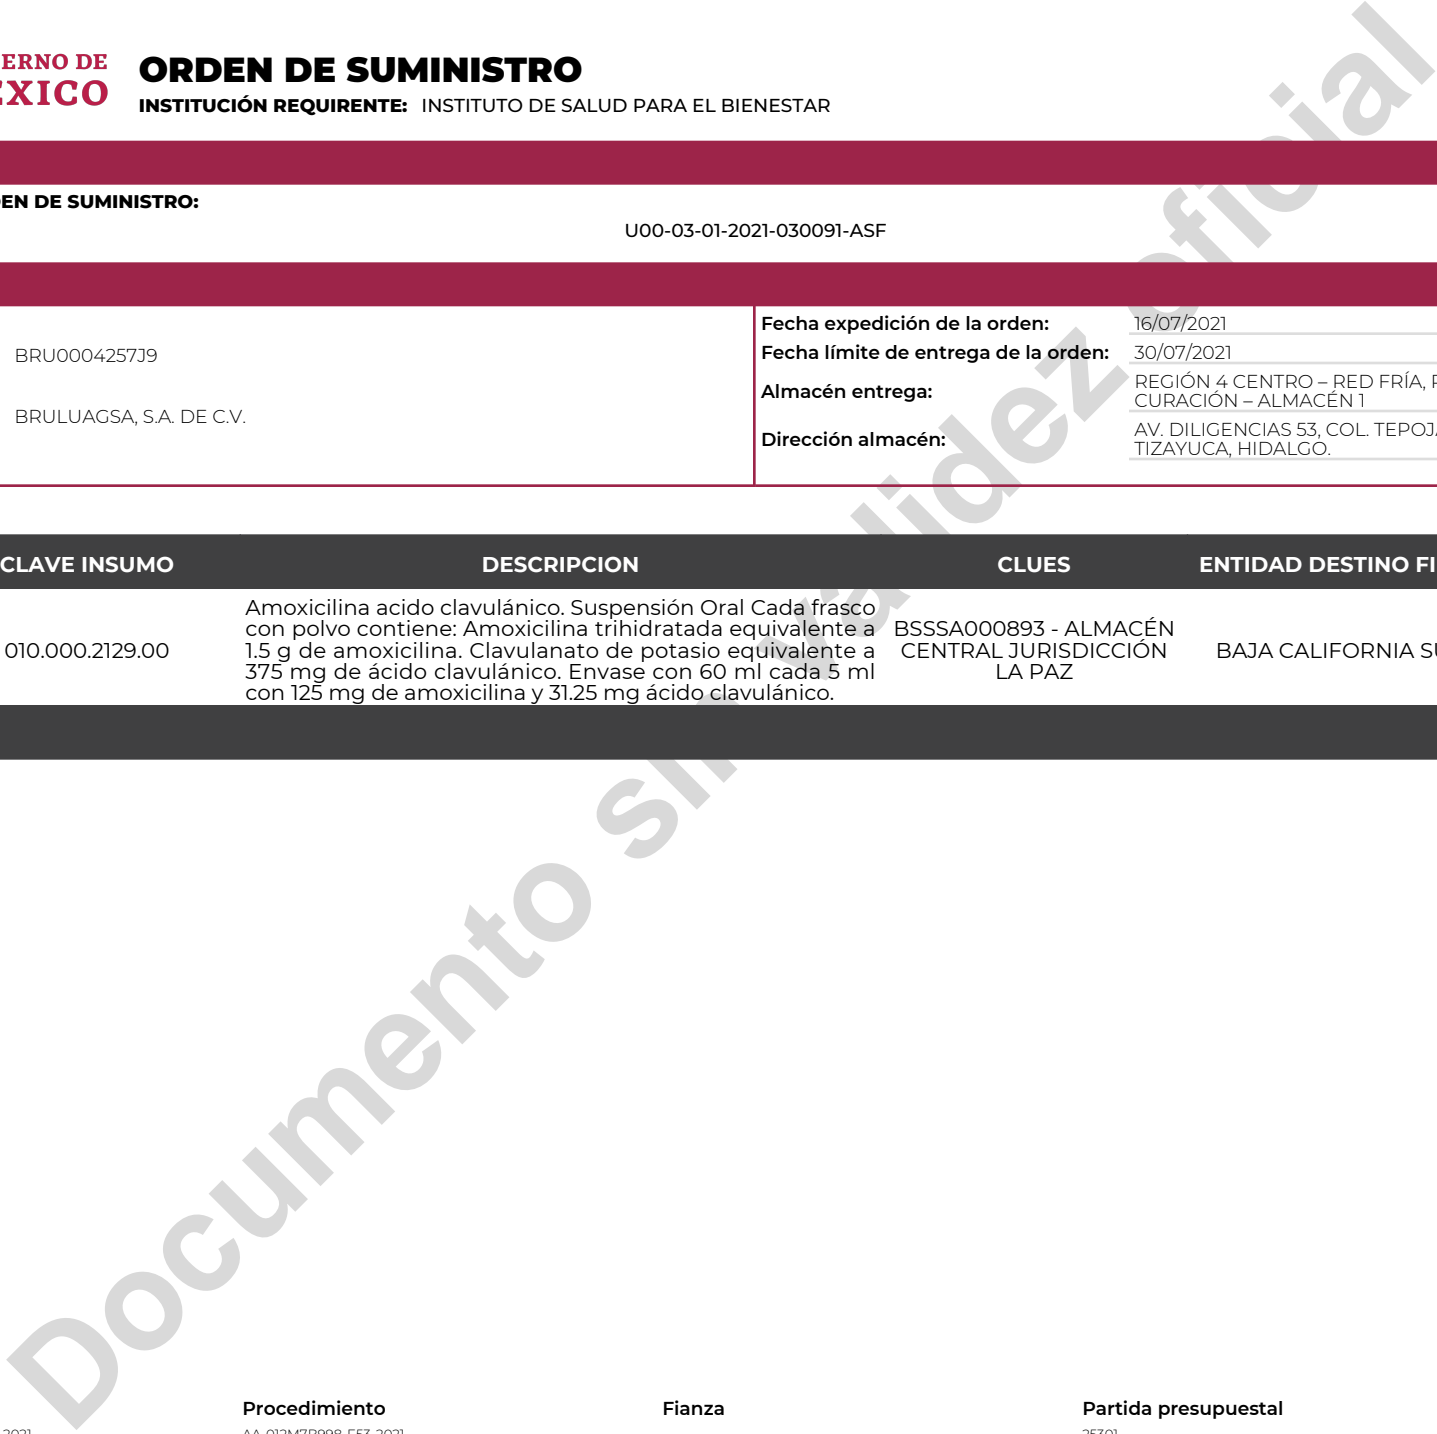 ERNO DE
EXICO
ORDEN DE SUMINISTRO
INSTITUCIÓN REQUIRENTE: INSTITUTO DE SALUD PARA EL BIENESTAR
EN DE SUMINISTRO:
U00-03-01-2021-030091-ASF
BRU0004257J9
BRULUAGSA, S.A. DE C.V.
Fecha expedición de la orden: 16/07/2021
Fecha límite de entrega de la orden: 30/07/2021
Almacén entrega: REGIÓN 4 CENTRO – RED FRÍA,
CURACIÓN – ALMACÉN 1
Dirección almacén: AV. DILIGENCIAS 53, COL. TEPOJ
TIZAYUCA, HIDALGO.
CLAVE INSUMO DESCRIPCION CLUES ENTIDAD DESTINO FI
010.000.2129.00
Amoxicilina acido clavulánico. Suspensión Oral Cada frasco
con polvo contiene: Amoxicilina trihidratada equivalente a
1.5 g de amoxicilina. Clavulanato de potasio equivalente a
375 mg de ácido clavulánico. Envase con 60 ml cada 5 ml
con 125 mg de amoxicilina y 31.25 mg ácido clavulánico.
BSSSA000893 - ALMACÉN
CENTRAL JURISDICCIÓN
LA PAZ
BAJA CALIFORNIA S
Documento sin validez oficial
Procedimiento Fianza Partida presupuestal